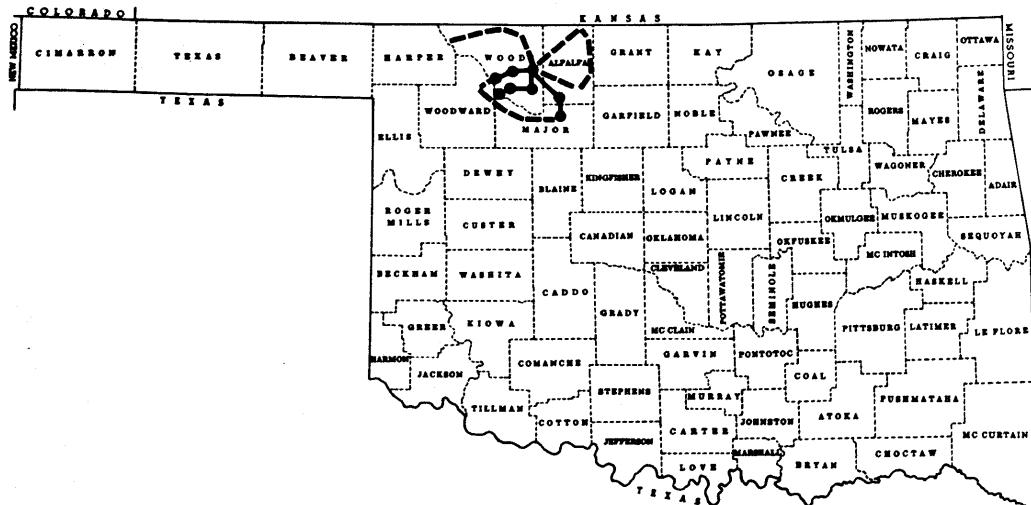 COLORADO
KANSAS
NEW MEXICO
MISSOURI
CIMARRON
TEXAS
BEAVER
HARPER
WOOD
ALFALFA
GRANT
KAY
OSAGE
WASHINGTON
NOWATA
CRAIG
OTTAWA
TEXAS
WOODWARD
MAJOR
GARFIELD
NOBLE
PAWNEE
ROGERS
MAYES
DELAWARE
ELLIS
TULSA
DEWEY
BLAINE
KINGFISHER
LOGAN
PAYNE
CREEK
WAGONER
CHEROKEE
ADAIR
ROGER
MILLS
CUSTER
CANADIAN
OKLAHOMA
LINCOLN
OKMULGEE
MUSKOGEE
OKFUSKEE
SEQUOYAH
MC INTOSH
BECKHAM
WASHITA
CADDO
CLEVELAND
POTTAWATOMIE
SEMINOLE
HUGHES
HASKELL
GREER
KIOWA
GRADY
MC CLAIN
PITTSBURG
LATIMER
LE FLORE
HARMON
JACKSON
COMANCHE
GARVIN
PONTOTOC
COAL
STEPHENS
MURRAY
TILLMAN
COTTON
JOHNSTON
ATOKA
PUSHMATAHA
JEFFERSON
CARTER
MC CURTAIN
MARSHALL
LOVE
BRYAN
CHOCTAW
TEXAS